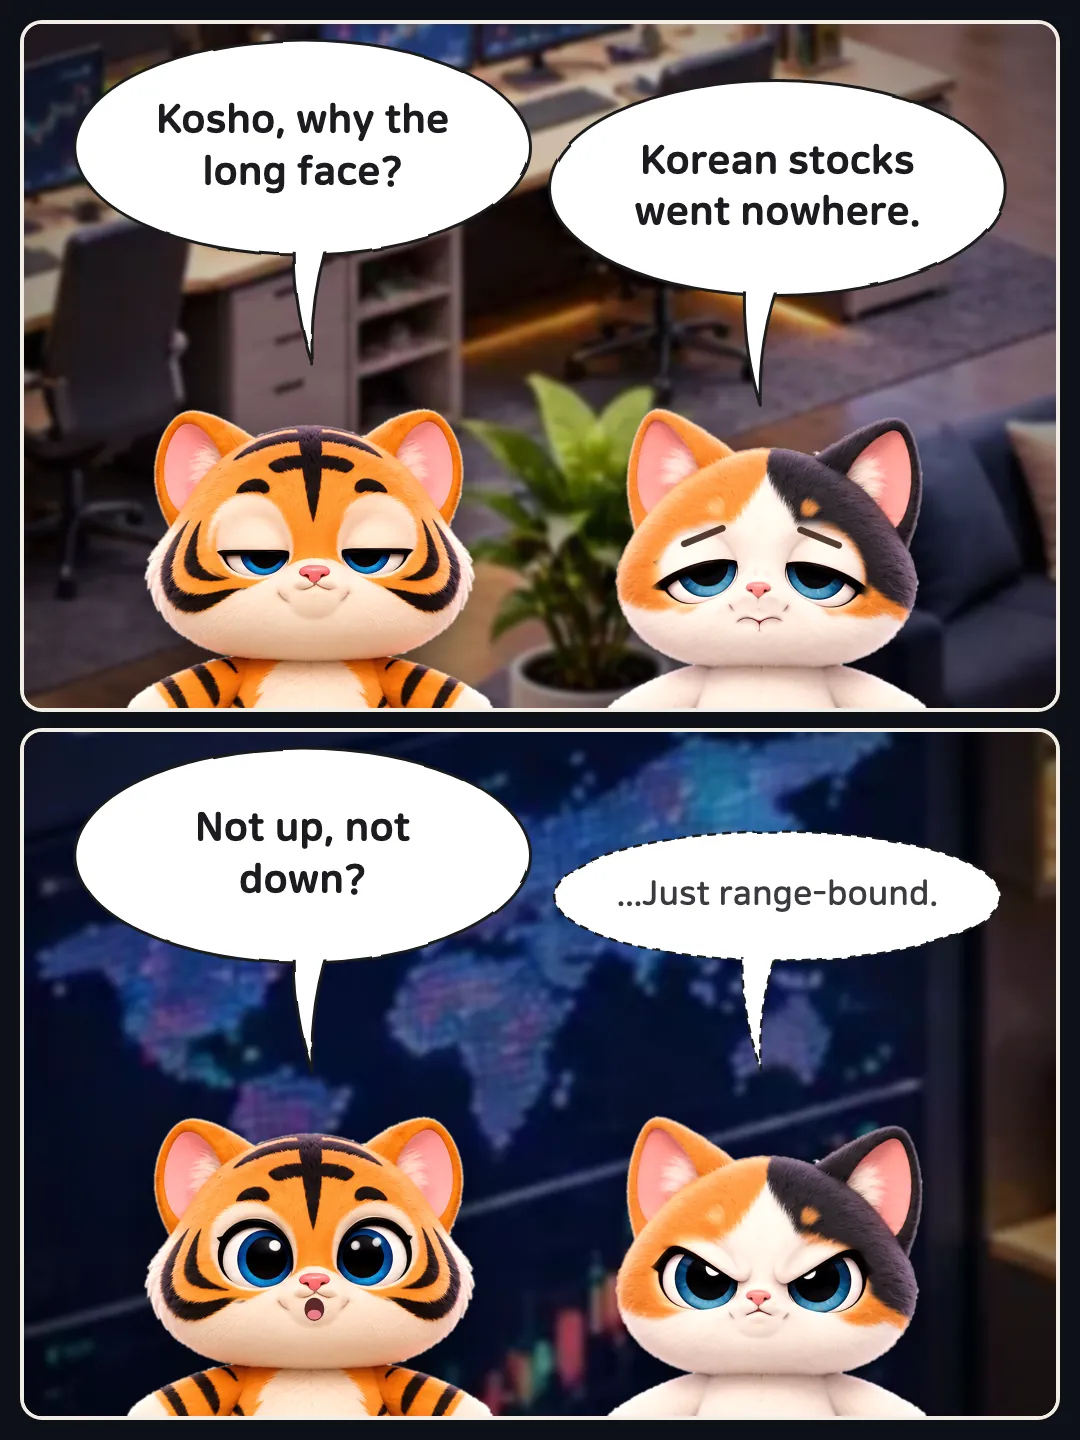 Kosho, why the
long face?
Korean stocks
went nowhere.
Not up, not
down?
...Just range-bound.